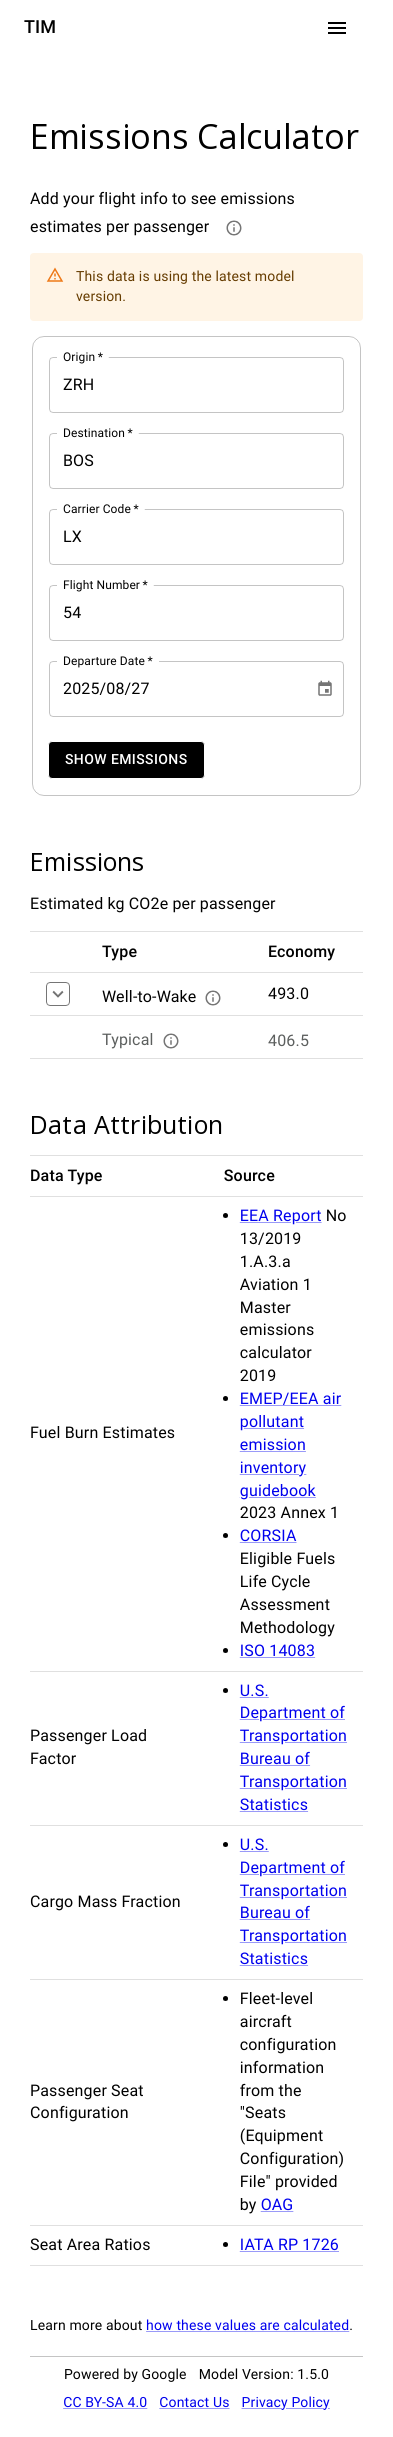 TIM
Emissions Calculator
Add your flight info to see emissions
estimates per passenger
This data is using the latest model
version.
Origin *
ZRH
Destination *
BOS
Carrier Code *
LX
Flight Number *
54
Departure Date *
2025/08/27
SHOW EMISSIONS
Emissions
Estimated kg CO2e per passenger
Type Economy
Well-to-Wake 493.0
Typical 406.5
Data Attribution
Data Type Source
Fuel Burn Estimates
• EEA Report No
13/2019
1.A.3.a
Aviation 1
Master
emissions
calculator
2019
• EMEP/EEA air
pollutant
emission
inventory
guidebook
2023 Annex 1
• CORSIA
Eligible Fuels
Life Cycle
Assessment
Methodology
• ISO 14083
Passenger Load
Factor
• U.S.
Department of
Transportation
Bureau of
Transportation
Statistics
Cargo Mass Fraction
• U.S.
Department of
Transportation
Bureau of
Transportation
Statistics
Passenger Seat
Configuration
• Fleet-level
aircraft
configuration
information
from the
"Seats
(Equipment
Configuration)
File" provided
by OAG
Seat Area Ratios
• IATA RP 1726
Learn more about how these values are calculated.
Powered by Google Model Version: 1.5.0
CC BY-SA 4.0 Contact Us Privacy Policy